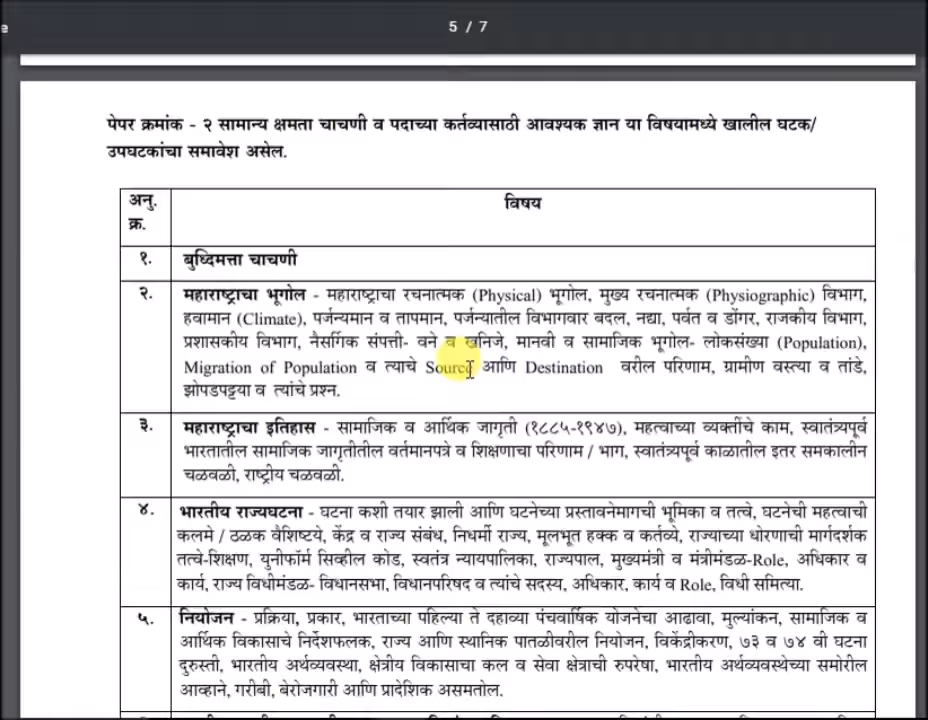 5 / 7
पेपर क्रमांक - २ सामान्य क्षमता चाचणी व पदाच्या कर्तव्यासाठी आवश्यक ज्ञान या विषयामध्ये खालील घटक/
उपघटकांचा समावेश असेल.
अनु. क्र. विषय
१. बुध्दिमत्ता चाचणी
२. महाराष्ट्राचा भूगोल - महाराष्ट्राचा रचनात्मक (Physical) भूगोल, मुख्य रचनात्मक (Physiographic) विभाग,
हवामान (Climate), पर्जन्यमान व तापमान, पर्जन्यातील विभागवार बदल, नद्या, पर्वत व डोंगर, राजकीय विभाग,
प्रशासकीय विभाग, नैसर्गिक संपत्ती- वने व खनिजे, मानवी व सामाजिक भूगोल- लोकसंख्या (Population),
Migration of Population व त्याचे Source आणि Destination वरील परिणाम, ग्रामीण वस्त्या व तांडे,
झोपडपट्टया व त्यांचे प्रश्न.
३. महाराष्ट्राचा इतिहास - सामाजिक व आर्थिक जागृती (१८८५-१९४७), महत्वाच्या व्यक्तींचे काम, स्वातंत्र्यपूर्व
भारतातील सामाजिक जागृतीतील वर्तमानपत्रे व शिक्षणाचा परिणाम / भाग, स्वातंत्र्यपूर्व काळातील इतर समकालीन
चळवळी, राष्ट्रीय चळवळी.
४. भारतीय राज्यघटना - घटना कशी तयार झाली आणि घटनेच्या प्रस्तावनेमागची भूमिका व तत्वे, घटनेची महत्वाची
कलमे / ठळक वैशिष्टये, केंद्र व राज्य संबंध, निधर्मी राज्य, मूलभूत हक्क व कर्तव्ये, राज्याच्या धोरणाची मार्गदर्शक
तत्वे-शिक्षण, युनीफॉर्म सिव्हील कोड, स्वतंत्र न्यायपालिका, राज्यपाल, मुख्यमंत्री व मंत्रीमंडळ-Role, अधिकार व
कार्य, राज्य विधीमंडळ- विधानसभा, विधानपरिषद व त्यांचे सदस्य, अधिकार, कार्य व Role, विधी समित्या.
५. नियोजन - प्रक्रिया, प्रकार, भारताच्या पहिल्या ते दहाव्या पंचवार्षिक योजनेचा आढावा, मुल्यांकन, सामाजिक व
आर्थिक विकासाचे निर्देशफलक, राज्य आणि स्थानिक पातळीवरील नियोजन, विकेंद्रीकरण, ७३ व ७४ वी घटना
दुरुस्ती, भारतीय अर्थव्यवस्था, क्षेत्रीय विकासाचा कल व सेवा क्षेत्राची रुपरेषा, भारतीय अर्थव्यवस्थेच्या समोरील
आव्हाने, गरीबी, बेरोजगारी आणि प्रादेशिक असमतोल.